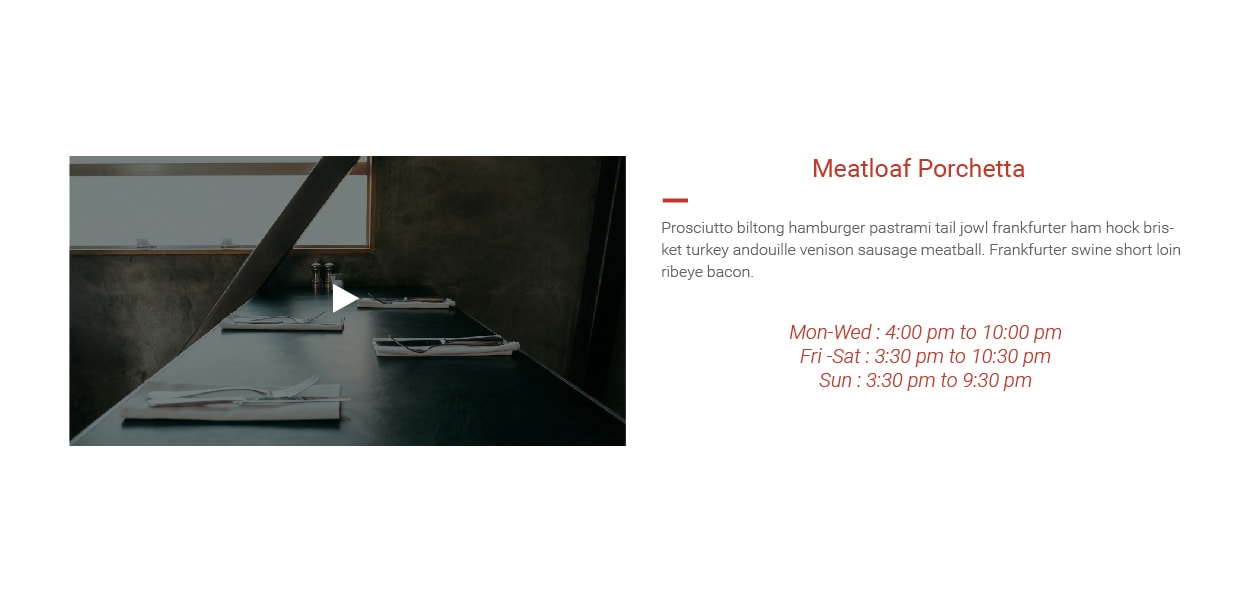 Meatloaf Porchetta
Prosciutto biltong hamburger pastrami tail jowl frankfurter ham hock bris-
ket turkey andouille venison sausage meatball. Frankfurter swine short loin
ribeye bacon.
Mon-Wed : 4:00 pm to 10:00 pm
Fri -Sat : 3:30 pm to 10:30 pm
Sun : 3:30 pm to 9:30 pm